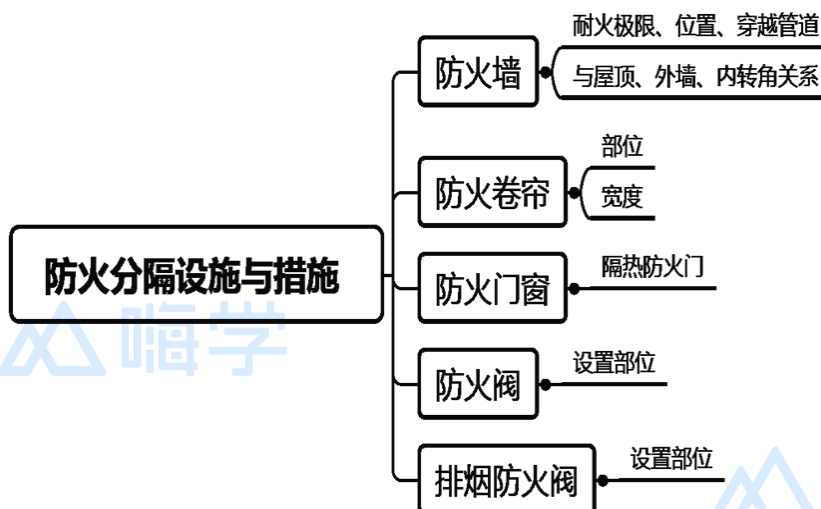 耐火极限、位置、穿越管道
防火墙
与屋顶、外墙、内转角关系
部位
防火卷帘
宽度
防火分隔设施与措施
隔热防火门
防火门窗
嗨学
设置部位
防火阀
设置部位
排烟防火阀